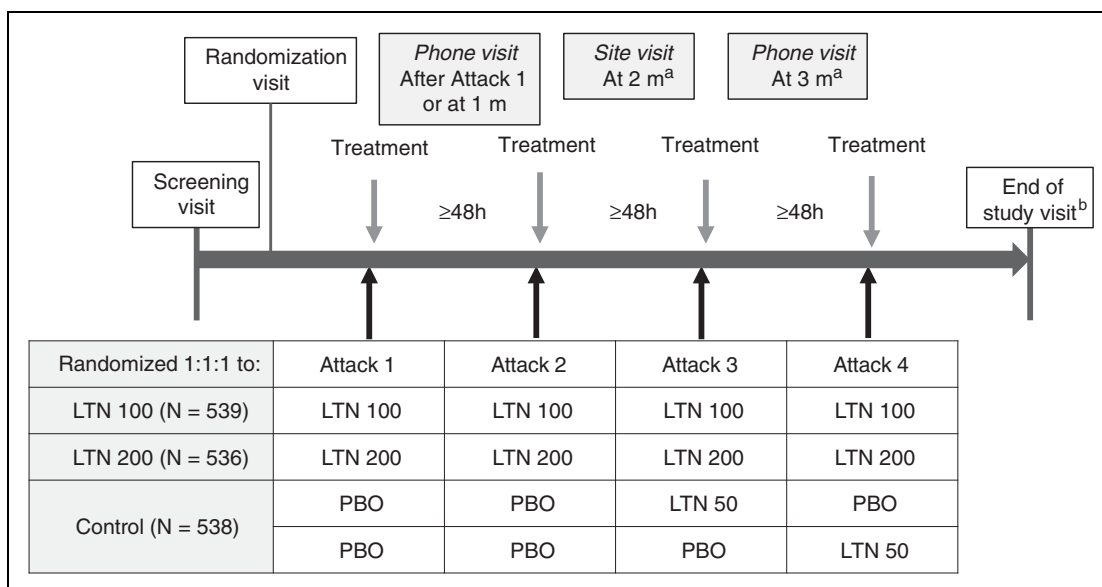 Randomization
visit
Phone visit
After Attack 1
or at 1 m
Site visit
At 2 mᵃ
Phone visit
At 3 mᵃ
Screening
visit
Treatment
Treatment
Treatment
Treatment
End of
study visitᵇ
≥48h
≥48h
≥48h
Randomized 1:1:1 to: Attack 1 Attack 2 Attack 3 Attack 4
LTN 100 (N = 539) LTN 100 LTN 100 LTN 100 LTN 100
LTN 200 (N = 536) LTN 200 LTN 200 LTN 200 LTN 200
Control (N = 538)
PBO PBO LTN 50 PBO
PBO PBO PBO LTN 50